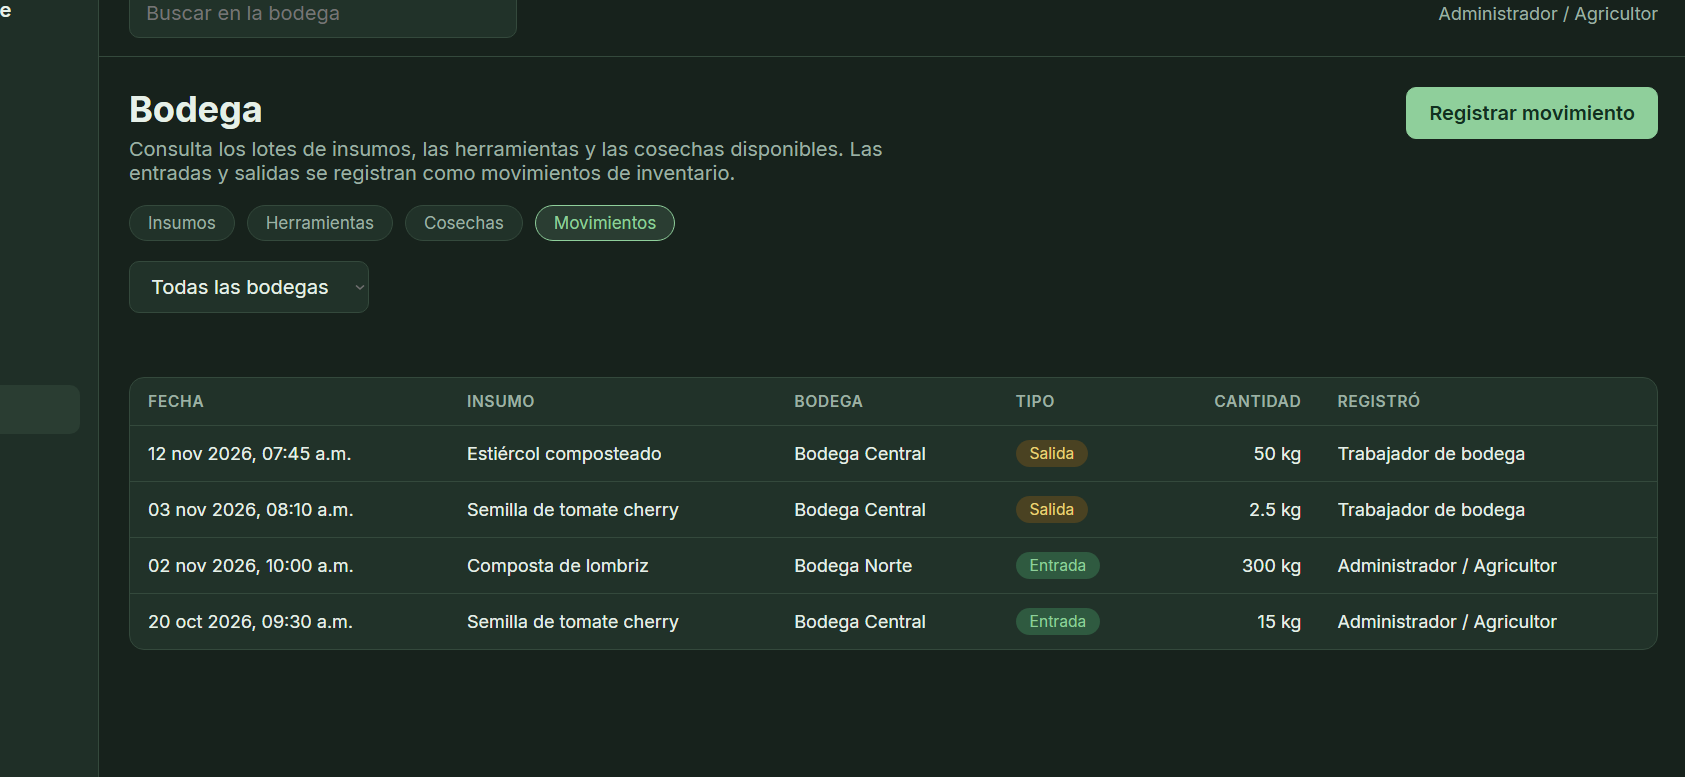 e
Buscar en la bodega
Administrador / Agricultor
Bodega
Registrar movimiento
Consulta los lotes de insumos, las herramientas y las cosechas disponibles. Las
entradas y salidas se registran como movimientos de inventario.
Insumos Herramientas Cosechas Movimientos
Todas las bodegas
FECHA INSUMO BODEGA TIPO CANTIDAD REGISTRÓ
12 nov 2026, 07:45 a.m. Estiércol composteado Bodega Central Salida 50 kg Trabajador de bodega
03 nov 2026, 08:10 a.m. Semilla de tomate cherry Bodega Central Salida 2.5 kg Trabajador de bodega
02 nov 2026, 10:00 a.m. Composta de lombriz Bodega Norte Entrada 300 kg Administrador / Agricultor
20 oct 2026, 09:30 a.m. Semilla de tomate cherry Bodega Central Entrada 15 kg Administrador / Agricultor